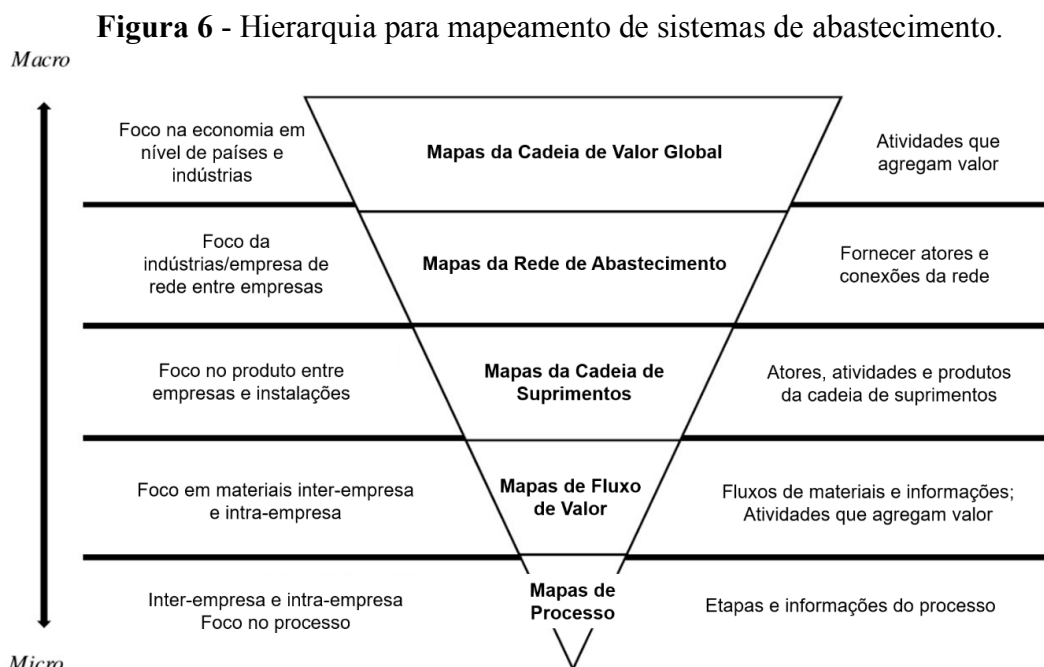 Figura 6 - Hierarquia para mapeamento de sistemas de abastecimento.
Macro
Foco na economia em
nível de países e
indústrias
Mapas da Cadeia de Valor Global
Atividades que
agregam valor
Foco da
indústrias/empresa de
rede entre empresas
Mapas da Rede de Abastecimento
Fornecer atores e
conexões da rede
Foco no produto entre
empresas e instalações
Mapas da Cadeia de
Suprimentos
Atores, atividades e produtos
da cadeia de suprimentos
Foco em materiais inter-empresa
e intra-empresa
Mapas de Fluxo
de Valor
Fluxos de materiais e informações;
Atividades que agregam valor
Inter-empresa e intra-empresa
Foco no processo
Mapas de
Processo
Etapas e informações do processo
Micro